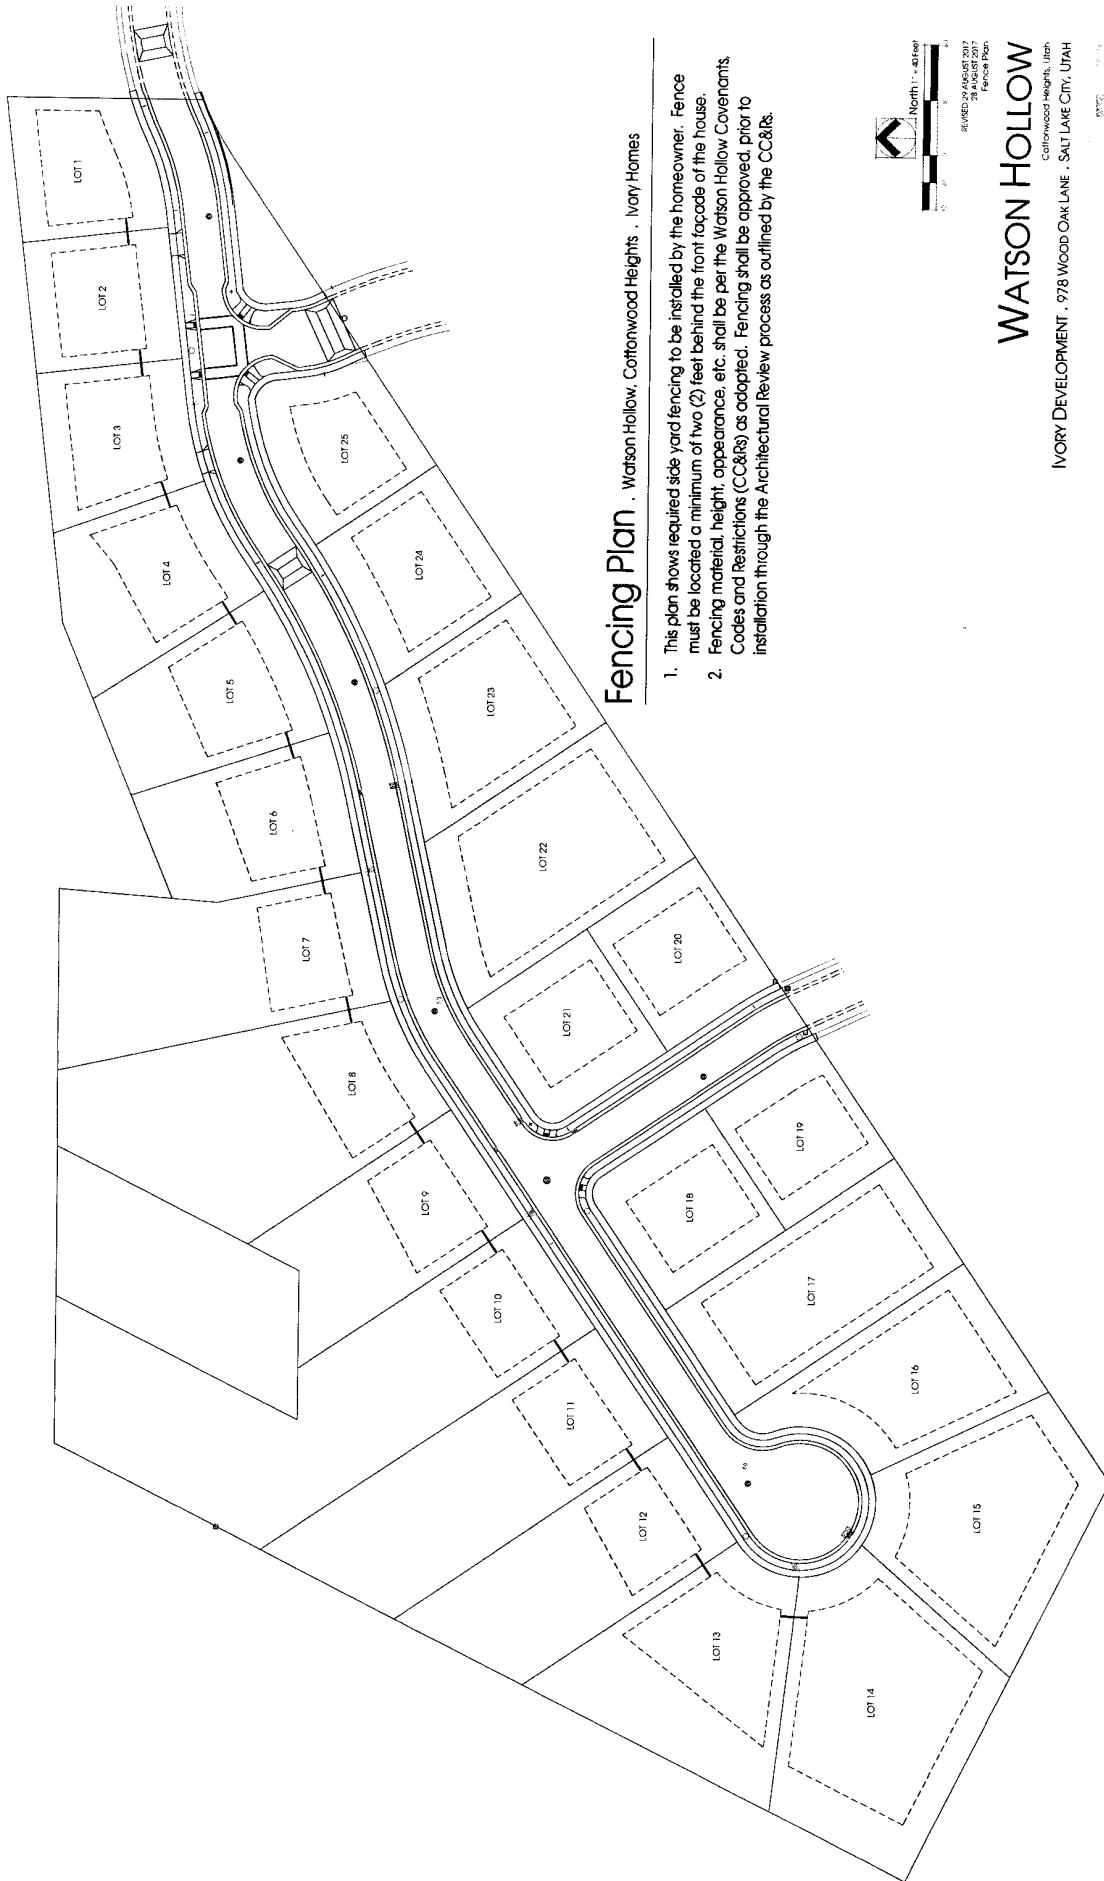 LOT 1
LOT 2
LOT 3
LOT 4
LOT 5
LOT 6
LOT 7
LOT 8
LOT 9
LOT 10
LOT 11
LOT 12
LOT 13
LOT 14
LOT 15
LOT 16
LOT 17
LOT 18
LOT 19
LOT 20
LOT 21
LOT 22
LOT 23
LOT 24
LOT 25
Fencing Plan . Watson Hollow, Cottonwood Heights . Ivory Homes
1. This plan shows required side yard fencing to be installed by the homeowner. Fence
must be located a minimum of two (2) feet behind the front façade of the house.
2. Fencing material, height, appearance, etc. shall be per the Watson Hollow Covenants,
Codes and Restrictions (CC&Rs) as adopted. Fencing shall be approved, prior to
installation through the Architectural Review process as outlined by the CC&Rs.
North 1" = 40 Feet
REVISED 29 AUGUST 2017
28 AUGUST 2017
Fence Plan
WATSON HOLLOW
Cottonwood Heights, Utah
IVORY DEVELOPMENT . 978 WOOD OAK LANE . SALT LAKE CITY, UTAH